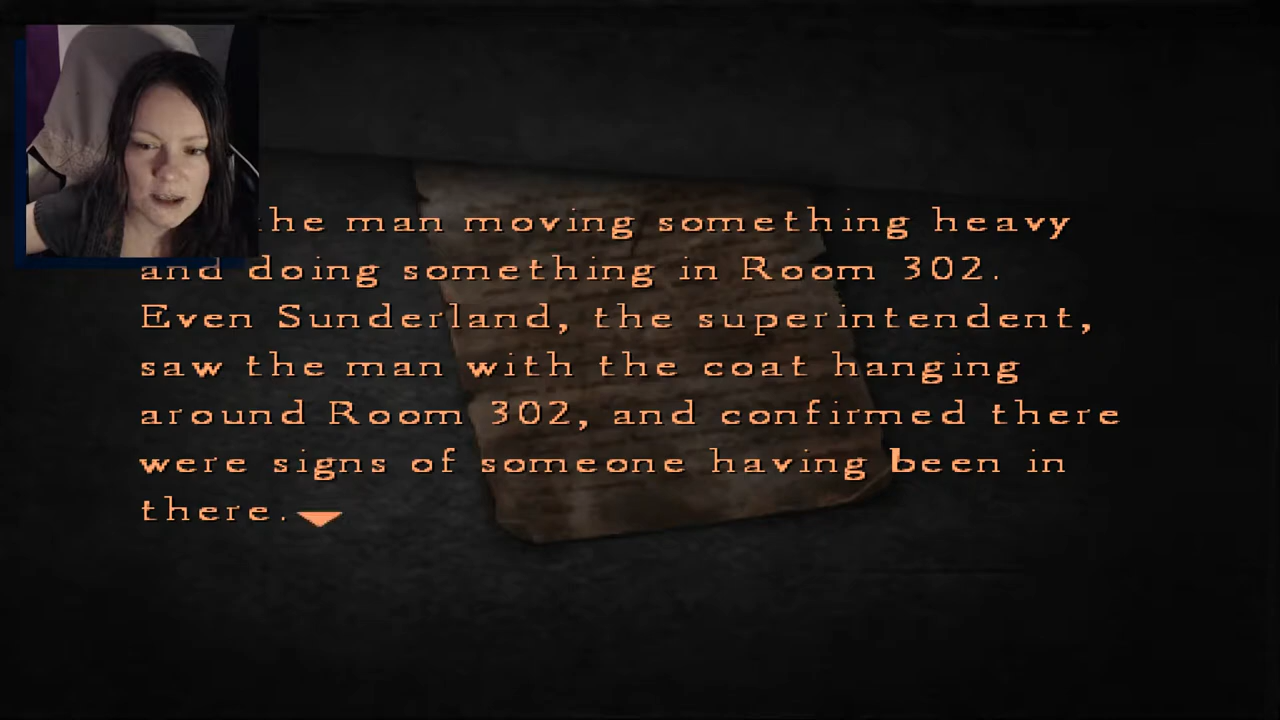 the man moving something heavy
and doing something in Room 302.
Even Sunderland, the superintendent,
saw the man with the coat hanging
around Room 302, and confirmed there
were signs of someone having been in
there.